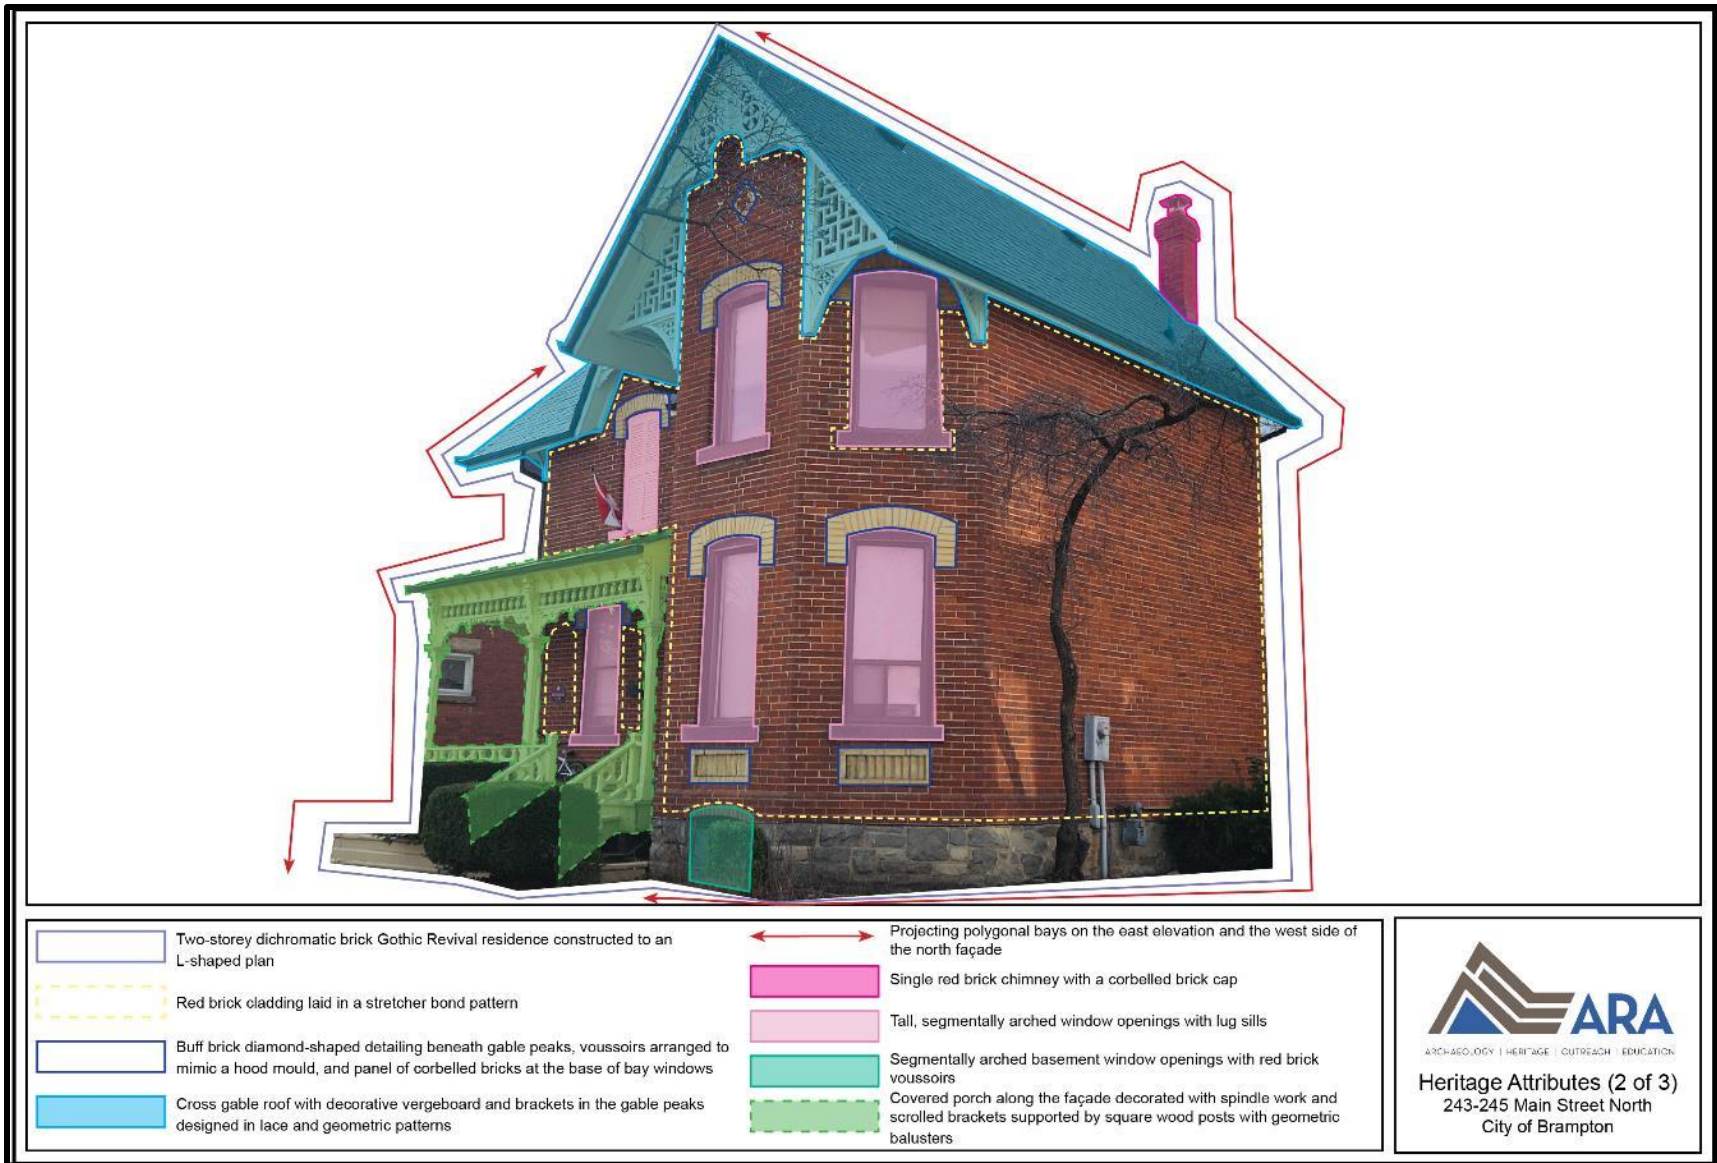 Two-storey dichromatic brick Gothic Revival residence constructed to an
L-shaped plan
Red brick cladding laid in a stretcher bond pattern
Buff brick diamond-shaped detailing beneath gable peaks, voussoirs arranged to
mimic a hood mould, and panel of corbelled bricks at the base of bay windows
Cross gable roof with decorative vergeboard and brackets in the gable peaks
designed in lace and geometric patterns
Projecting polygonal bays on the east elevation and the west side of
the north façade
Single red brick chimney with a corbelled brick cap
Tall, segmentally arched window openings with lug sills
Segmentally arched basement window openings with red brick
voussoirs
Covered porch along the façade decorated with spindle work and
scrolled brackets supported by square wood posts with geometric
balusters
ARA
ARCHAEOLOGY | HERITAGE | OUTREACH | EDUCATION
Heritage Attributes (2 of 3)
243-245 Main Street North
City of Brampton